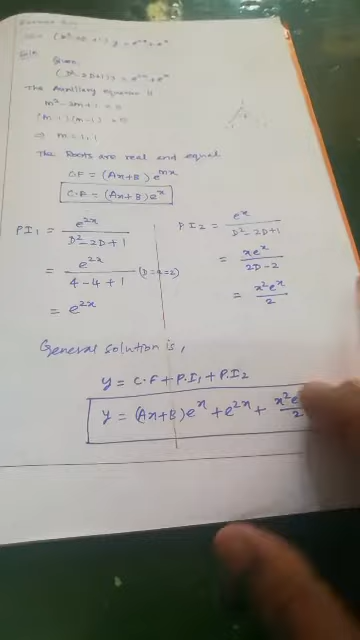 Soln:
Given,
(D²-2D+1)y = e^{2x}+e^x
The Auxillary equation is
m²-2m+1 = 0
(m-1)(m-1) = 0
⇒ m=1,1
The Roots are real and equal
C.F = (Ax+B) e^{mx}
C.F = (Ax+B) e^x
P.I₁ = e^{2x} / D²-2D+1
= e^{2x} / 4-4+1 (D=a=2)
= e^{2x}
P.I₂ = e^x / D²-2D+1
= xe^x / 2D-2
= x²e^x / 2
General solution is,
y = C.F + P.I₁ + P.I₂
y = (Ax+B)e^x + e^{2x} + x²e / 2